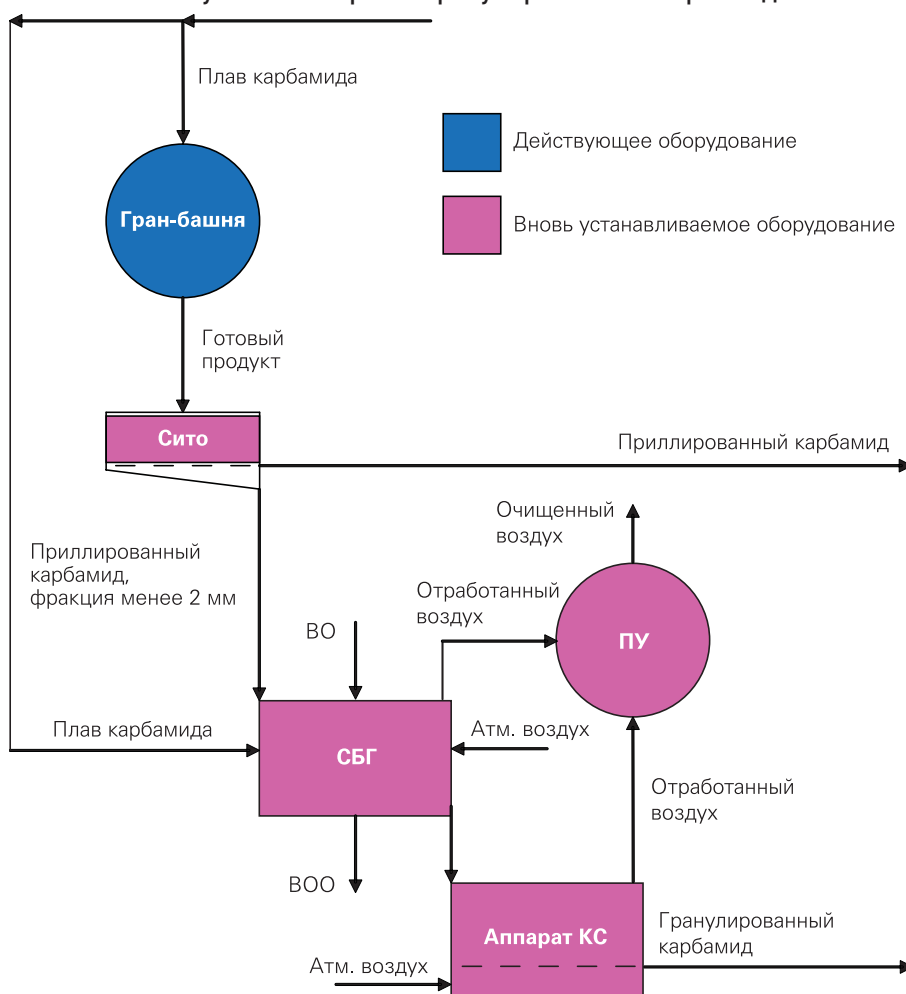 Плав карбамида
Действующее оборудование
Гран-башня
Вновь устанавливаемое оборудование
Готовый
продукт
Сито
Приллированный карбамид
Очищенный
воздух
Приллированный
карбамид,
фракция менее 2 мм
Отработанный
воздух
ВО
ПУ
Плав карбамида
Атм. воздух
СБГ
Отработанный
воздух
ВОО
Гранулированный
карбамид
Аппарат КС
Атм. воздух